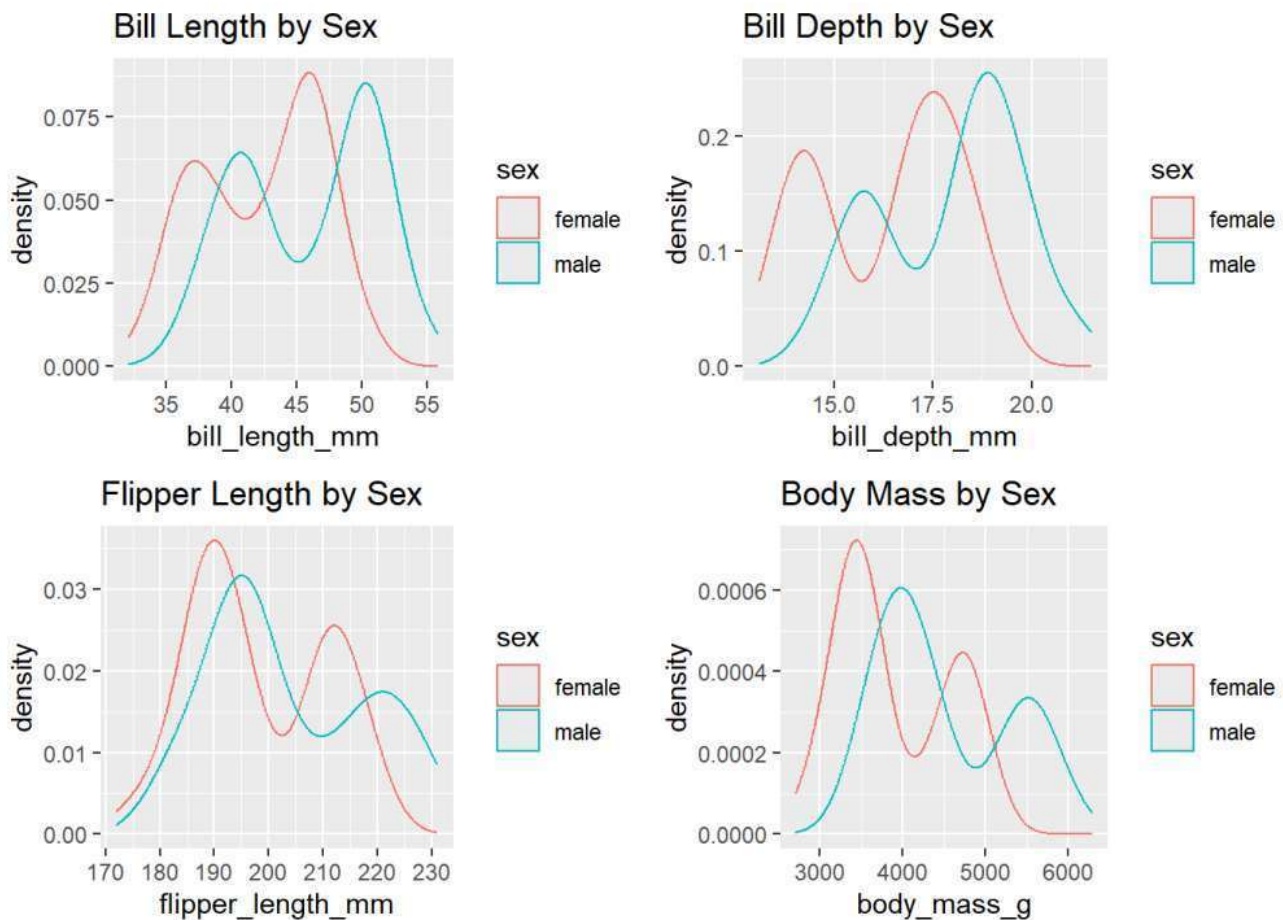 Bill Length by Sex
0.075
0.050
0.025
0.000
density
35 40 45 50 55
bill_length_mm
sex
female
male
Bill Depth by Sex
0.2
0.1
0.0
density
15.0 17.5 20.0
bill_depth_mm
sex
female
male
Flipper Length by Sex
0.03
0.02
0.01
0.00
density
170 180 190 200 210 220 230
flipper_length_mm
sex
female
male
Body Mass by Sex
0.0006
0.0004
0.0002
0.0000
density
3000 4000 5000 6000
body_mass_g
sex
female
male